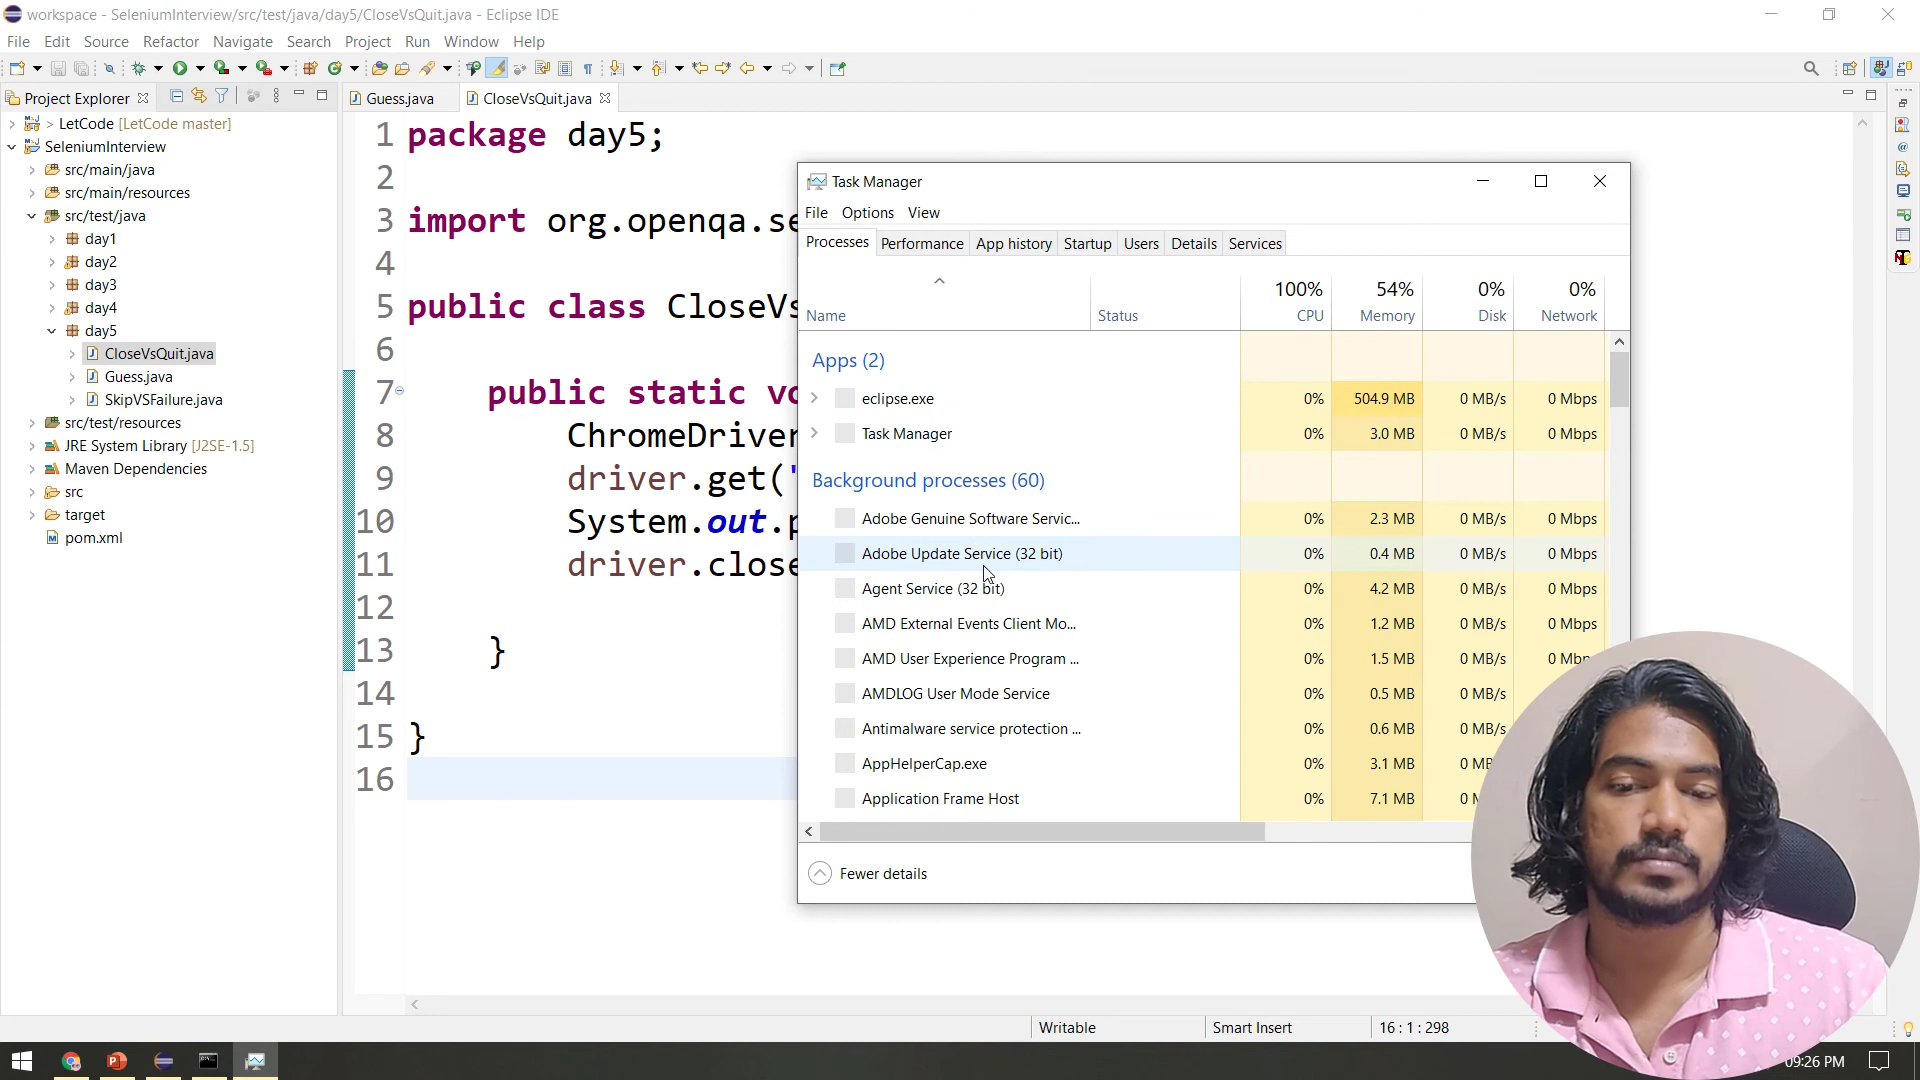 workspace - SeleniumInterview/src/test/java/day5/CloseVsQuit.java - Eclipse IDE
File Edit Source Refactor Navigate Search Project Run Window Help
Project Explorer
Guess.java
CloseVsQuit.java
> LetCode [LetCode master]
SeleniumInterview
src/main/java
src/main/resources
src/test/java
day1
day2
day3
day4
day5
CloseVsQuit.java
Guess.java
SkipVSFailure.java
src/test/resources
JRE System Library [J2SE-1.5]
Maven Dependencies
src
target
pom.xml
1 package day5;
2
3 import org.openqa.se
4
5 public class CloseVs
6
7 public static vo
8 ChromeDriver
9 driver.get("
10 System.out.p
11 driver.close
12
13 }
14
15 }
16
Task Manager
File Options View
Processes Performance App history Startup Users Details Services
100% 54% 0% 0%
Name Status CPU Memory Disk Network
Apps (2)
eclipse.exe 0% 504.9 MB 0 MB/s 0 Mbps
Task Manager 0% 3.0 MB 0 MB/s 0 Mbps
Background processes (60)
Adobe Genuine Software Servic... 0% 2.3 MB 0 MB/s 0 Mbps
Adobe Update Service (32 bit) 0% 0.4 MB 0 MB/s 0 Mbps
Agent Service (32 bit) 0% 4.2 MB 0 MB/s 0 Mbps
AMD External Events Client Mo... 0% 1.2 MB 0 MB/s 0 Mbps
AMD User Experience Program ... 0% 1.5 MB 0 MB/s 0 Mbps
AMDLOG User Mode Service 0% 0.5 MB 0 MB/s
Antimalware service protection ... 0% 0.6 MB 0 MB/s
AppHelperCap.exe 0% 3.1 MB 0 M
Application Frame Host 0% 7.1 MB 0
Fewer details
Writable Smart Insert 16 : 1 : 298
09:26 PM